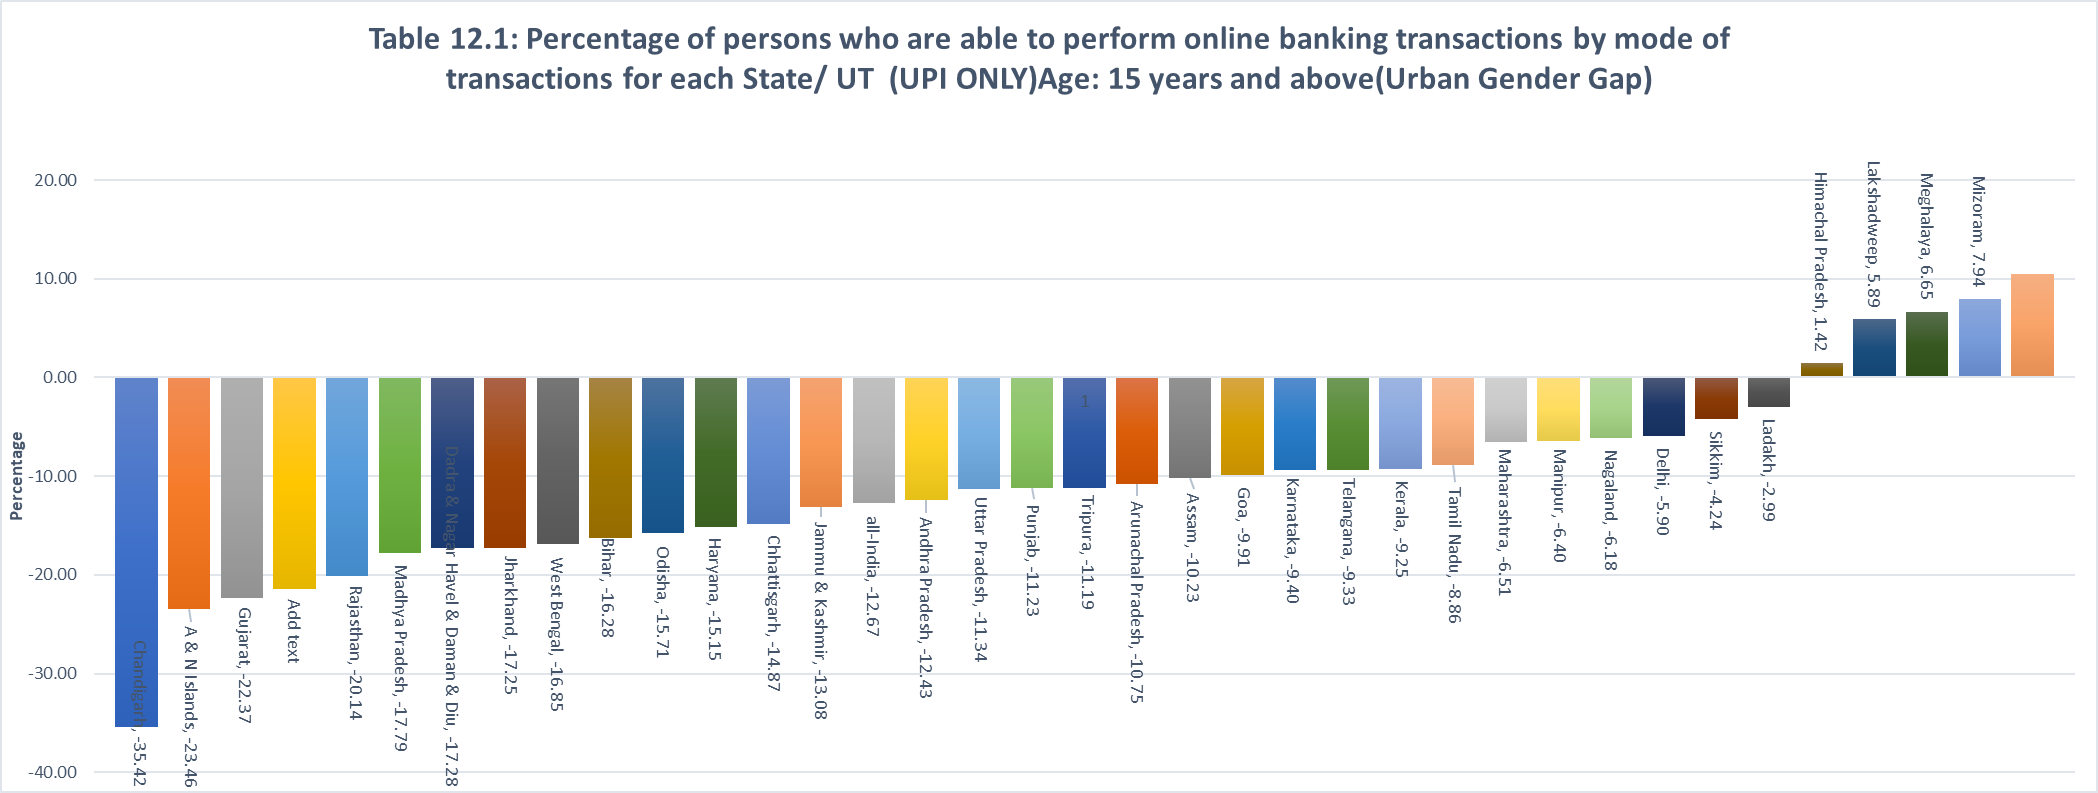 Table 12.1: Percentage of persons who are able to perform online banking transactions by mode of
transactions for each State/ UT  (UPI ONLY)Age: 15 years and above(Urban Gender Gap)
20.00
10.00
0.00
-10.00
-20.00
-30.00
-40.00
Percentage
Chandigarh, -35.42
A & N Islands, -23.46
Gujarat, -22.37
Add text
Rajasthan, -20.14
Madhya Pradesh, -17.79
Dadra & Nagar Havel & Daman & Diu, -17.28
Jharkhand, -17.25
West Bengal, -16.85
Bihar, -16.28
Odisha, -15.71
Haryana, -15.15
Chhattisgarh, -14.87
Jammu & Kashmir, -13.08
all-India, -12.67
Andhra Pradesh, -12.43
Uttar Pradesh, -11.34
Punjab, -11.23
1
Tripura, -11.19
Arunachal Pradesh, -10.75
Assam, -10.23
Goa, -9.91
Karnataka, -9.40
Telangana, -9.33
Kerala, -9.25
Tamil Nadu, -8.86
Maharashtra, -6.51
Manipur, -6.40
Nagaland, -6.18
Delhi, -5.90
Sikkim, -4.24
Ladakh, -2.99
Himachal Pradesh, 1.42
Lakshadweep, 5.89
Meghalaya, 6.65
Mizoram, 7.94